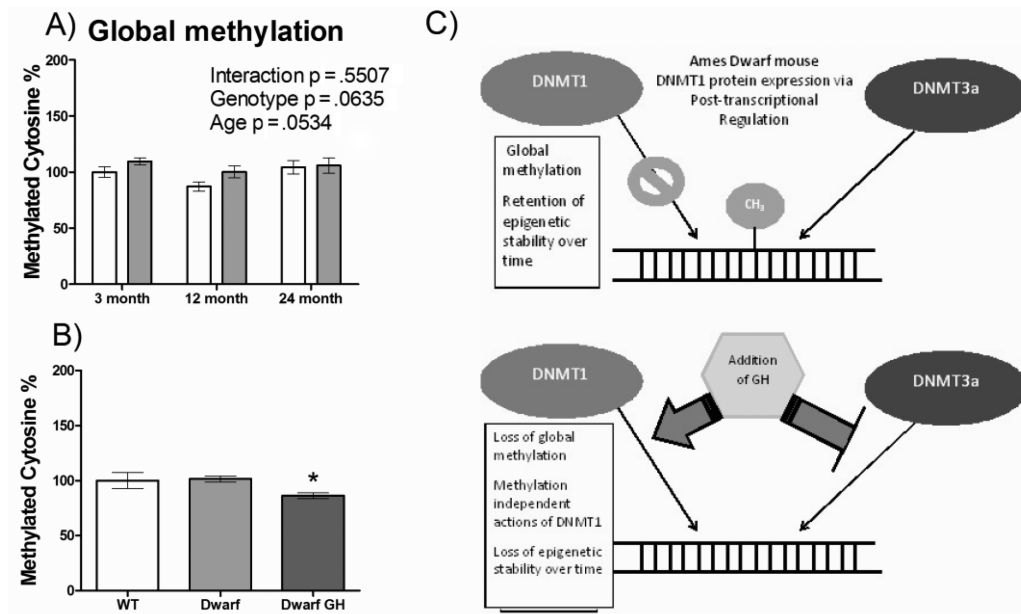 A) Global methylation
Methylated Cysosine %
200
150
100
50
0
Interaction p = .5507
Genotype p = .0635
Age p = .0534
3 month 12 month 24 month
B)
Methylated Cytosine %
200
150
100
50
0
*
WT Dwarf Dwarf GH
C)
DNMT1
Ames Dwarf mouse
DNMT1 protein expression via
Post-transcriptional
Regulation
DNMT3a
Global
methylation
Retention of
epigenetic
stability over
time
CH3
DNMT1
Addition
of GH
DNMT3a
Loss of global
methylation
Methylation
independent
actions of DNMT1
Loss of epigenetic
stability over time